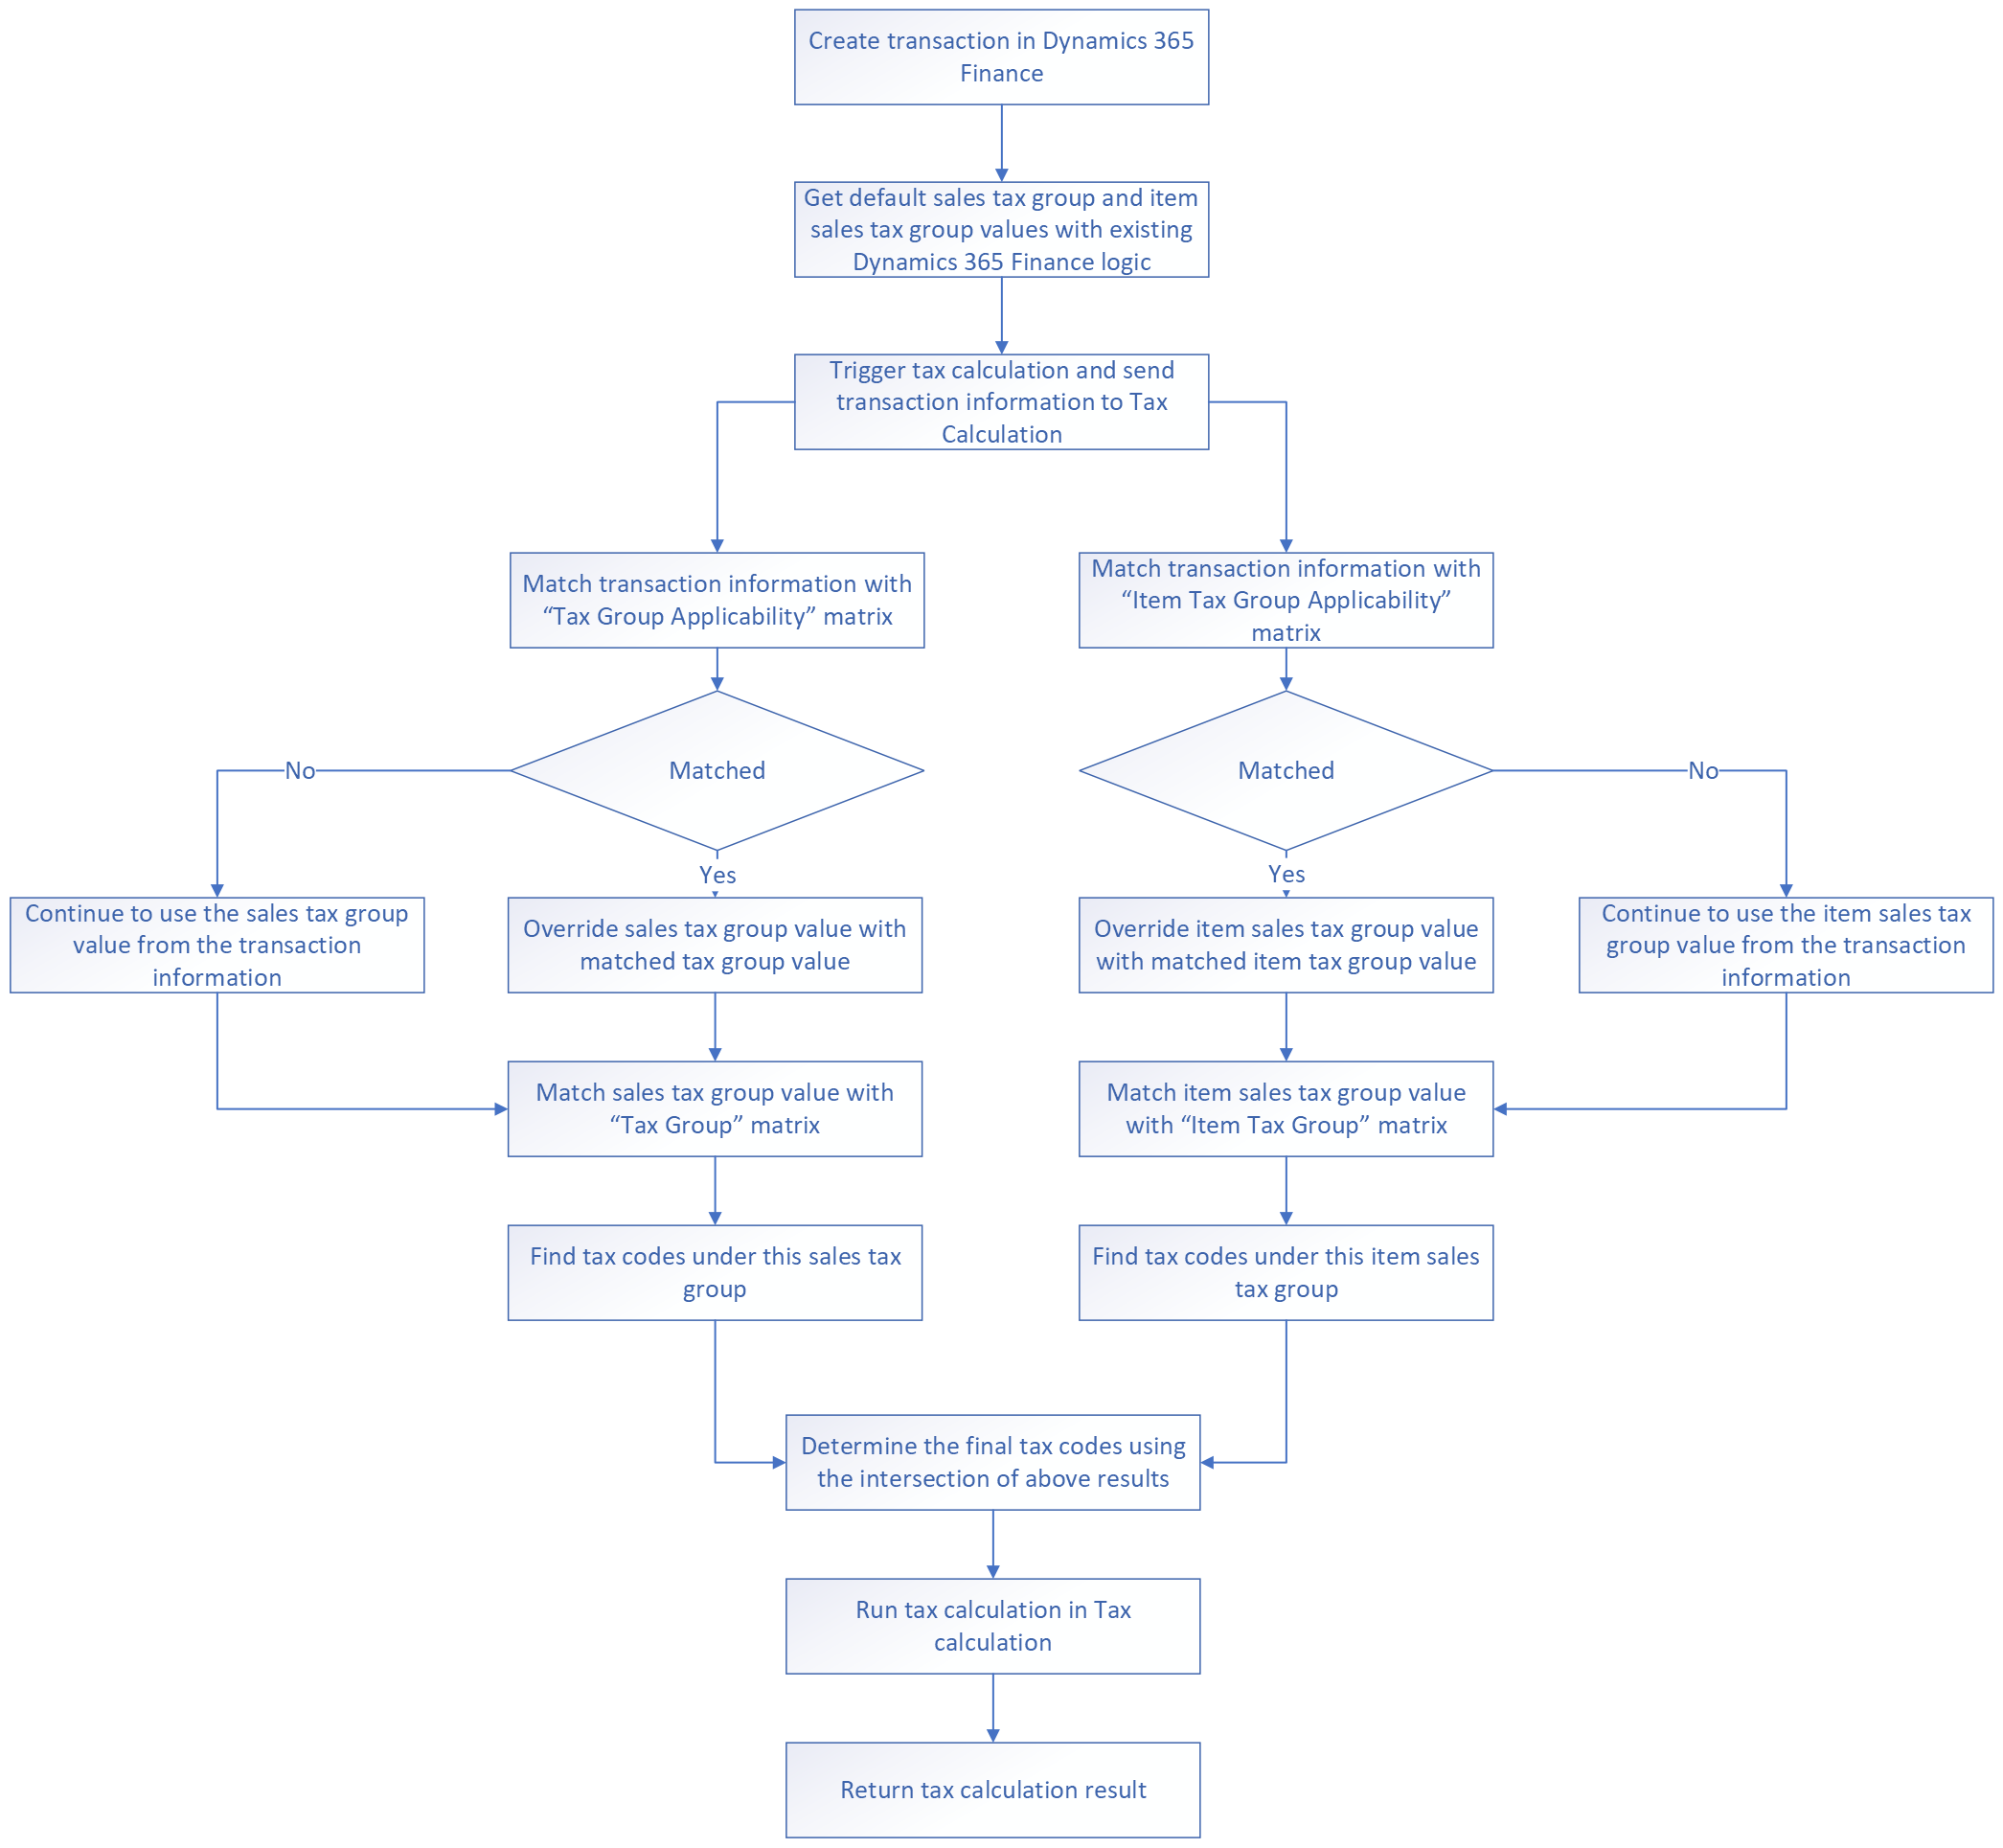 Create transaction in Dynamics 365
Finance
Get default sales tax group and item
sales tax group values with existing
Dynamics 365 Finance logic
Trigger tax calculation and send
transaction information to Tax
Calculation
Match transaction information with
“Tax Group Applicability” matrix
Match transaction information with
“Item Tax Group Applicability”
matrix
Matched
Matched
No
No
Yes
Yes
Continue to use the sales tax group
value from the transaction
information
Override sales tax group value with
matched tax group value
Override item sales tax group value
with matched item tax group value
Continue to use the item sales tax
group value from the transaction
information
Match sales tax group value with
“Tax Group” matrix
Match item sales tax group value
with “Item Tax Group” matrix
Find tax codes under this sales tax
group
Find tax codes under this item sales
tax group
Determine the final tax codes using
the intersection of above results
Run tax calculation in Tax
calculation
Return tax calculation result